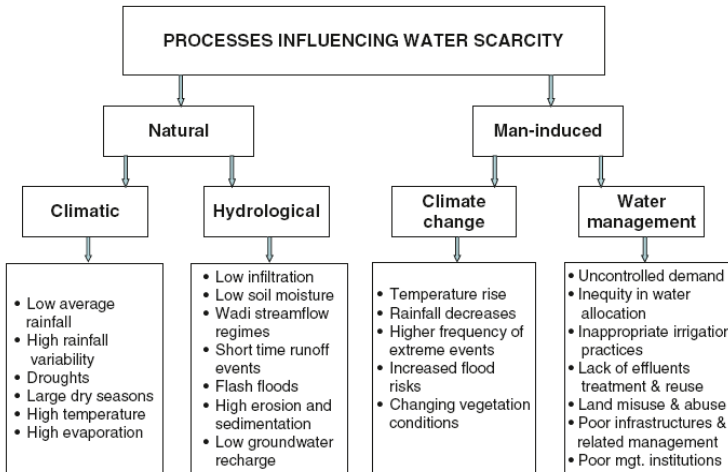 PROCESSES INFLUENCING WATER SCARCITY
Natural
Man-induced
Climatic
Hydrological
Climate
change
Water
management
• Low average
rainfall
• High rainfall
variability
• Droughts
• Large dry seasons
• High temperature
• High evaporation
• Low infiltration
• Low soil moisture
• Wadi streamflow
regimes
• Short time runoff
events
• Flash floods
• High erosion and
sedimentation
• Low groundwater
recharge
• Temperature rise
• Rainfall decreases
• Higher frequency of
extreme events
• Increased flood
risks
• Changing vegetation
conditions
• Uncontrolled demand
• Inequity in water
allocation
• Inappropriate irrigation
practices
• Lack of effluents
treatment & reuse
• Land misuse & abuse
• Poor infrastructures &
related management
• Poor mgt. institutions